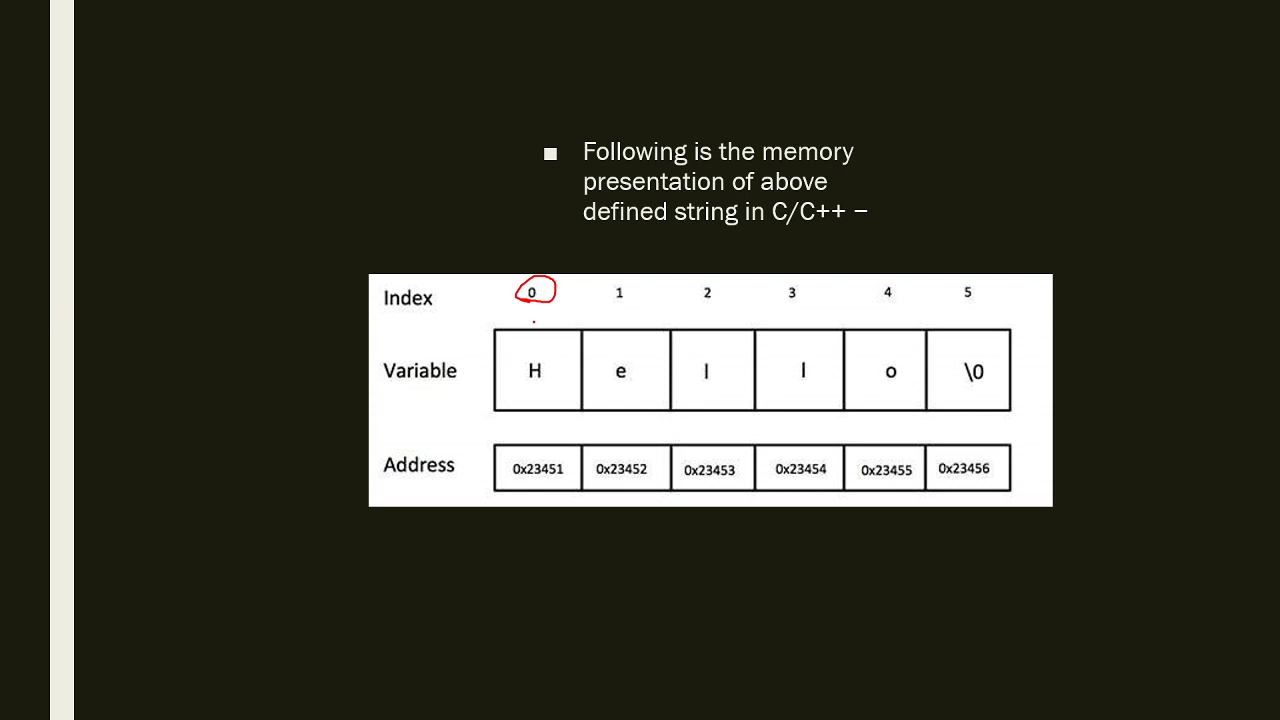 ■ Following is the memory
presentation of above
defined string in C/C++ −
Index 0 1 2 3 4 5
Variable H e l l o \0
Address 0x23451 0x23452 0x23453 0x23454 0x23455 0x23456